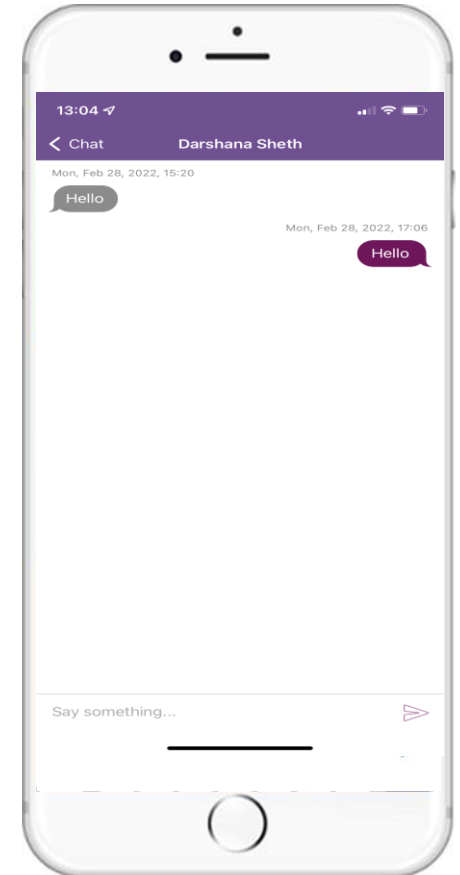 13:04
Chat Darshana Sheth
Mon, Feb 28, 2022, 15:20
Hello
Mon, Feb 28, 2022, 17:06
Hello
Say something...